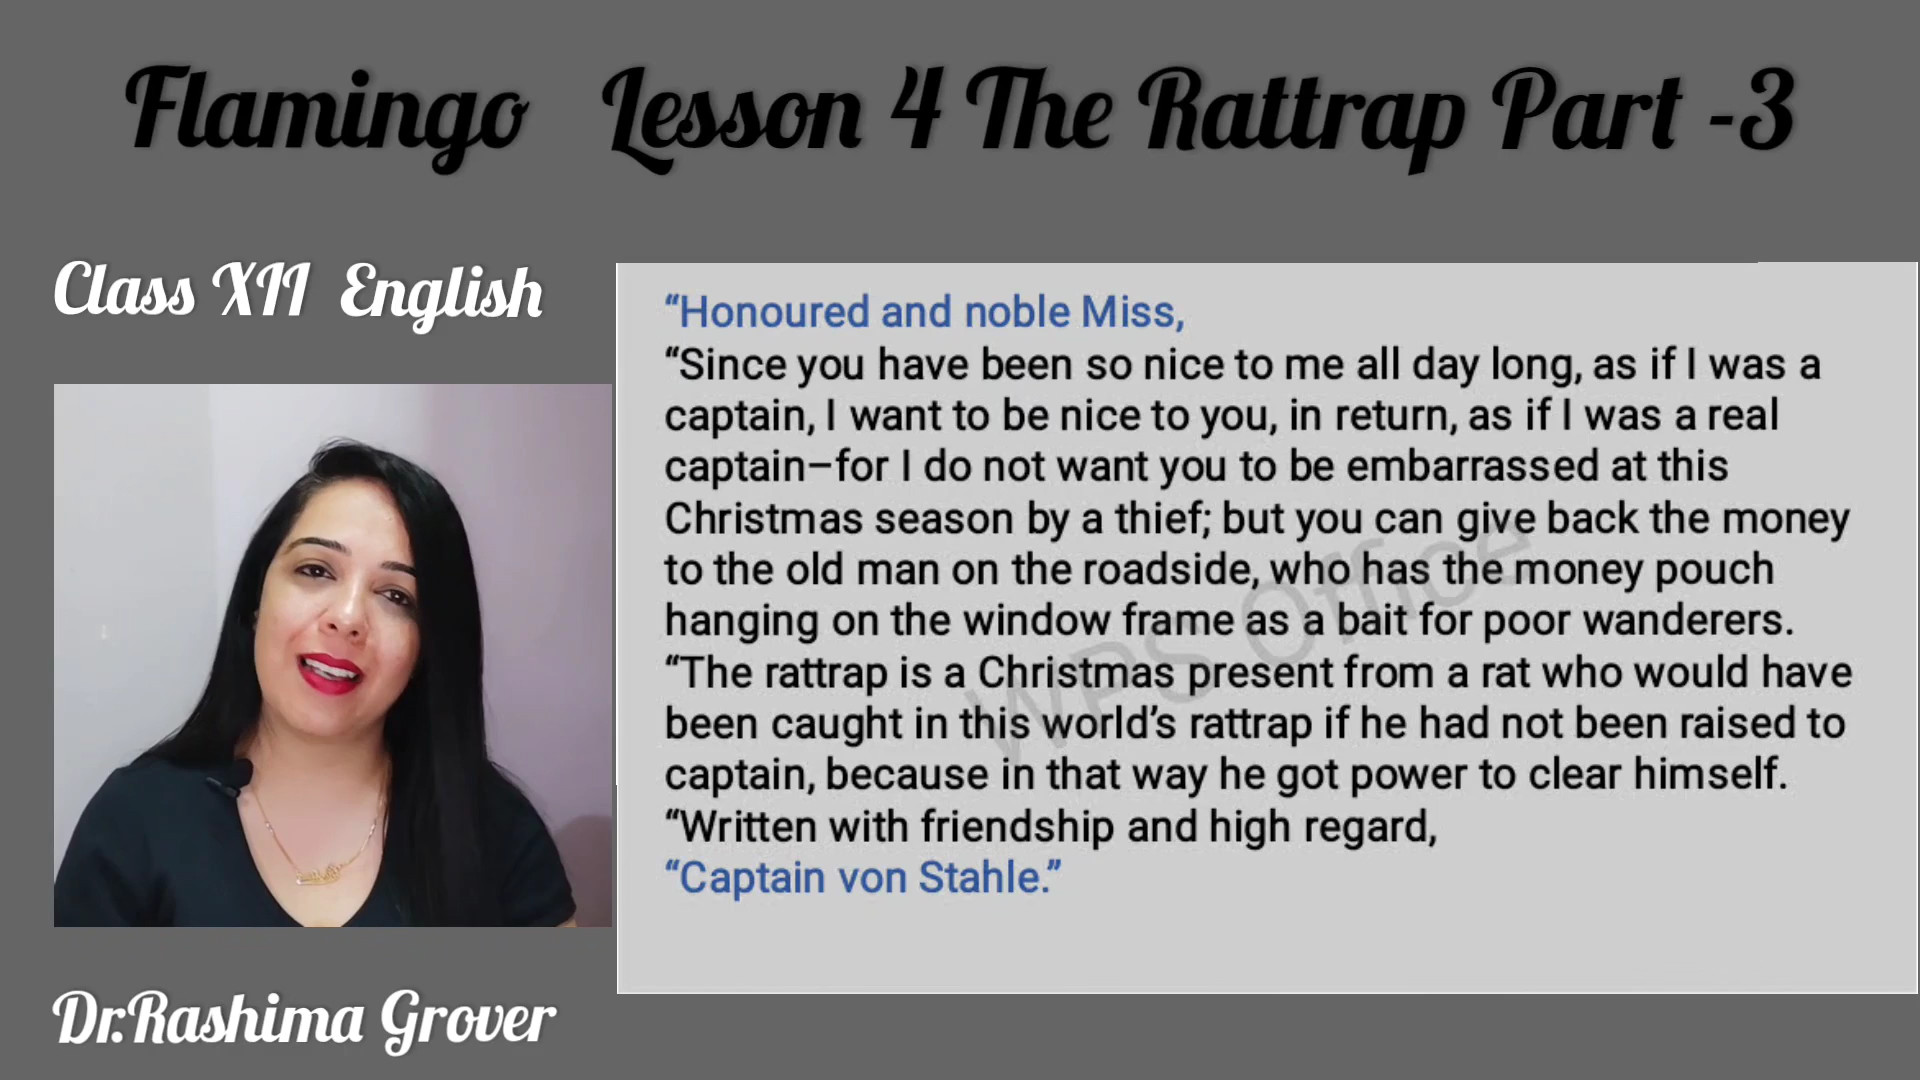 Flamingo Lesson 4 The Rattrap Part -3
Class XII English
“Honoured and noble Miss,
“Since you have been so nice to me all day long, as if I was a
captain, I want to be nice to you, in return, as if I was a real
captain–for I do not want you to be embarrassed at this
Christmas season by a thief; but you can give back the money
to the old man on the roadside, who has the money pouch
hanging on the window frame as a bait for poor wanderers.
“The rattrap is a Christmas present from a rat who would have
been caught in this world’s rattrap if he had not been raised to
captain, because in that way he got power to clear himself.
“Written with friendship and high regard,
“Captain von Stahle.”
WPS Office
Dr.Rashima Grover